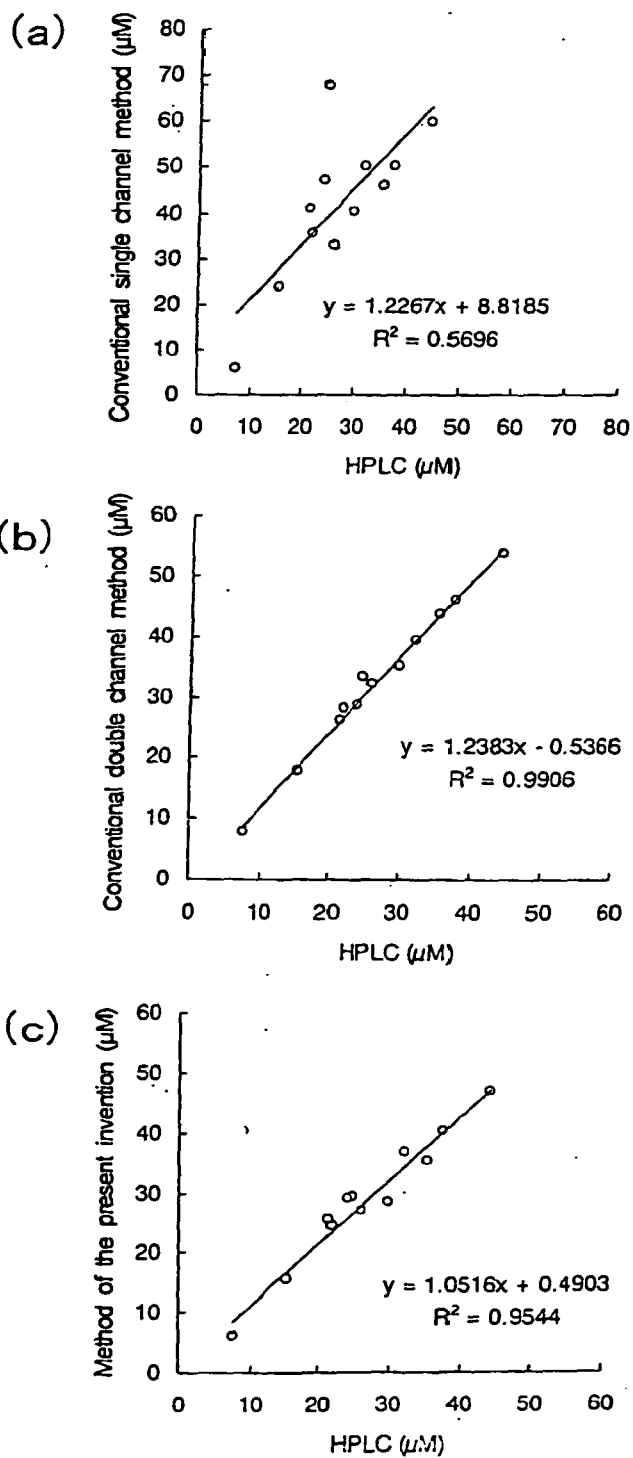 (a)
Conventional single channel method (µM)
80
70
60
50
40
30
20
10
0
y = 1.2267x + 8.8185
R² = 0.5696
0 10 20 30 40 50 60 70 80
HPLC (µM)
(b)
Conventional double channel method (µM)
60
50
40
30
20
10
0
y = 1.2383x - 0.5366
R² = 0.9906
0 10 20 30 40 50 60
HPLC (µM)
(c)
Method of the present invention (µM)
60
50
40
30
20
10
0
y = 1.0516x + 0.4903
R² = 0.9544
0 10 20 30 40 50 60
HPLC (µM)